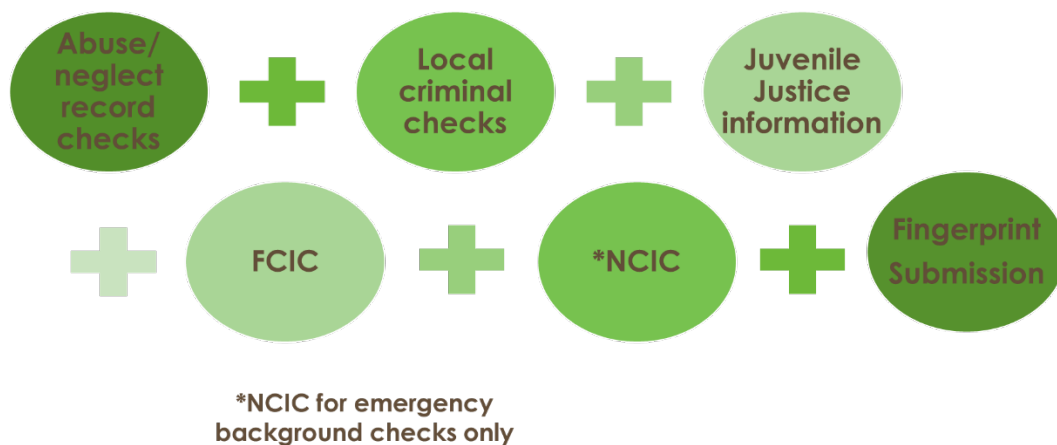 Abuse/
neglect
record
checks
Local
criminal
checks
Juvenile
Justice
information
FCIC
*NCIC
Fingerprint
Submission
*NCIC for emergency
background checks only